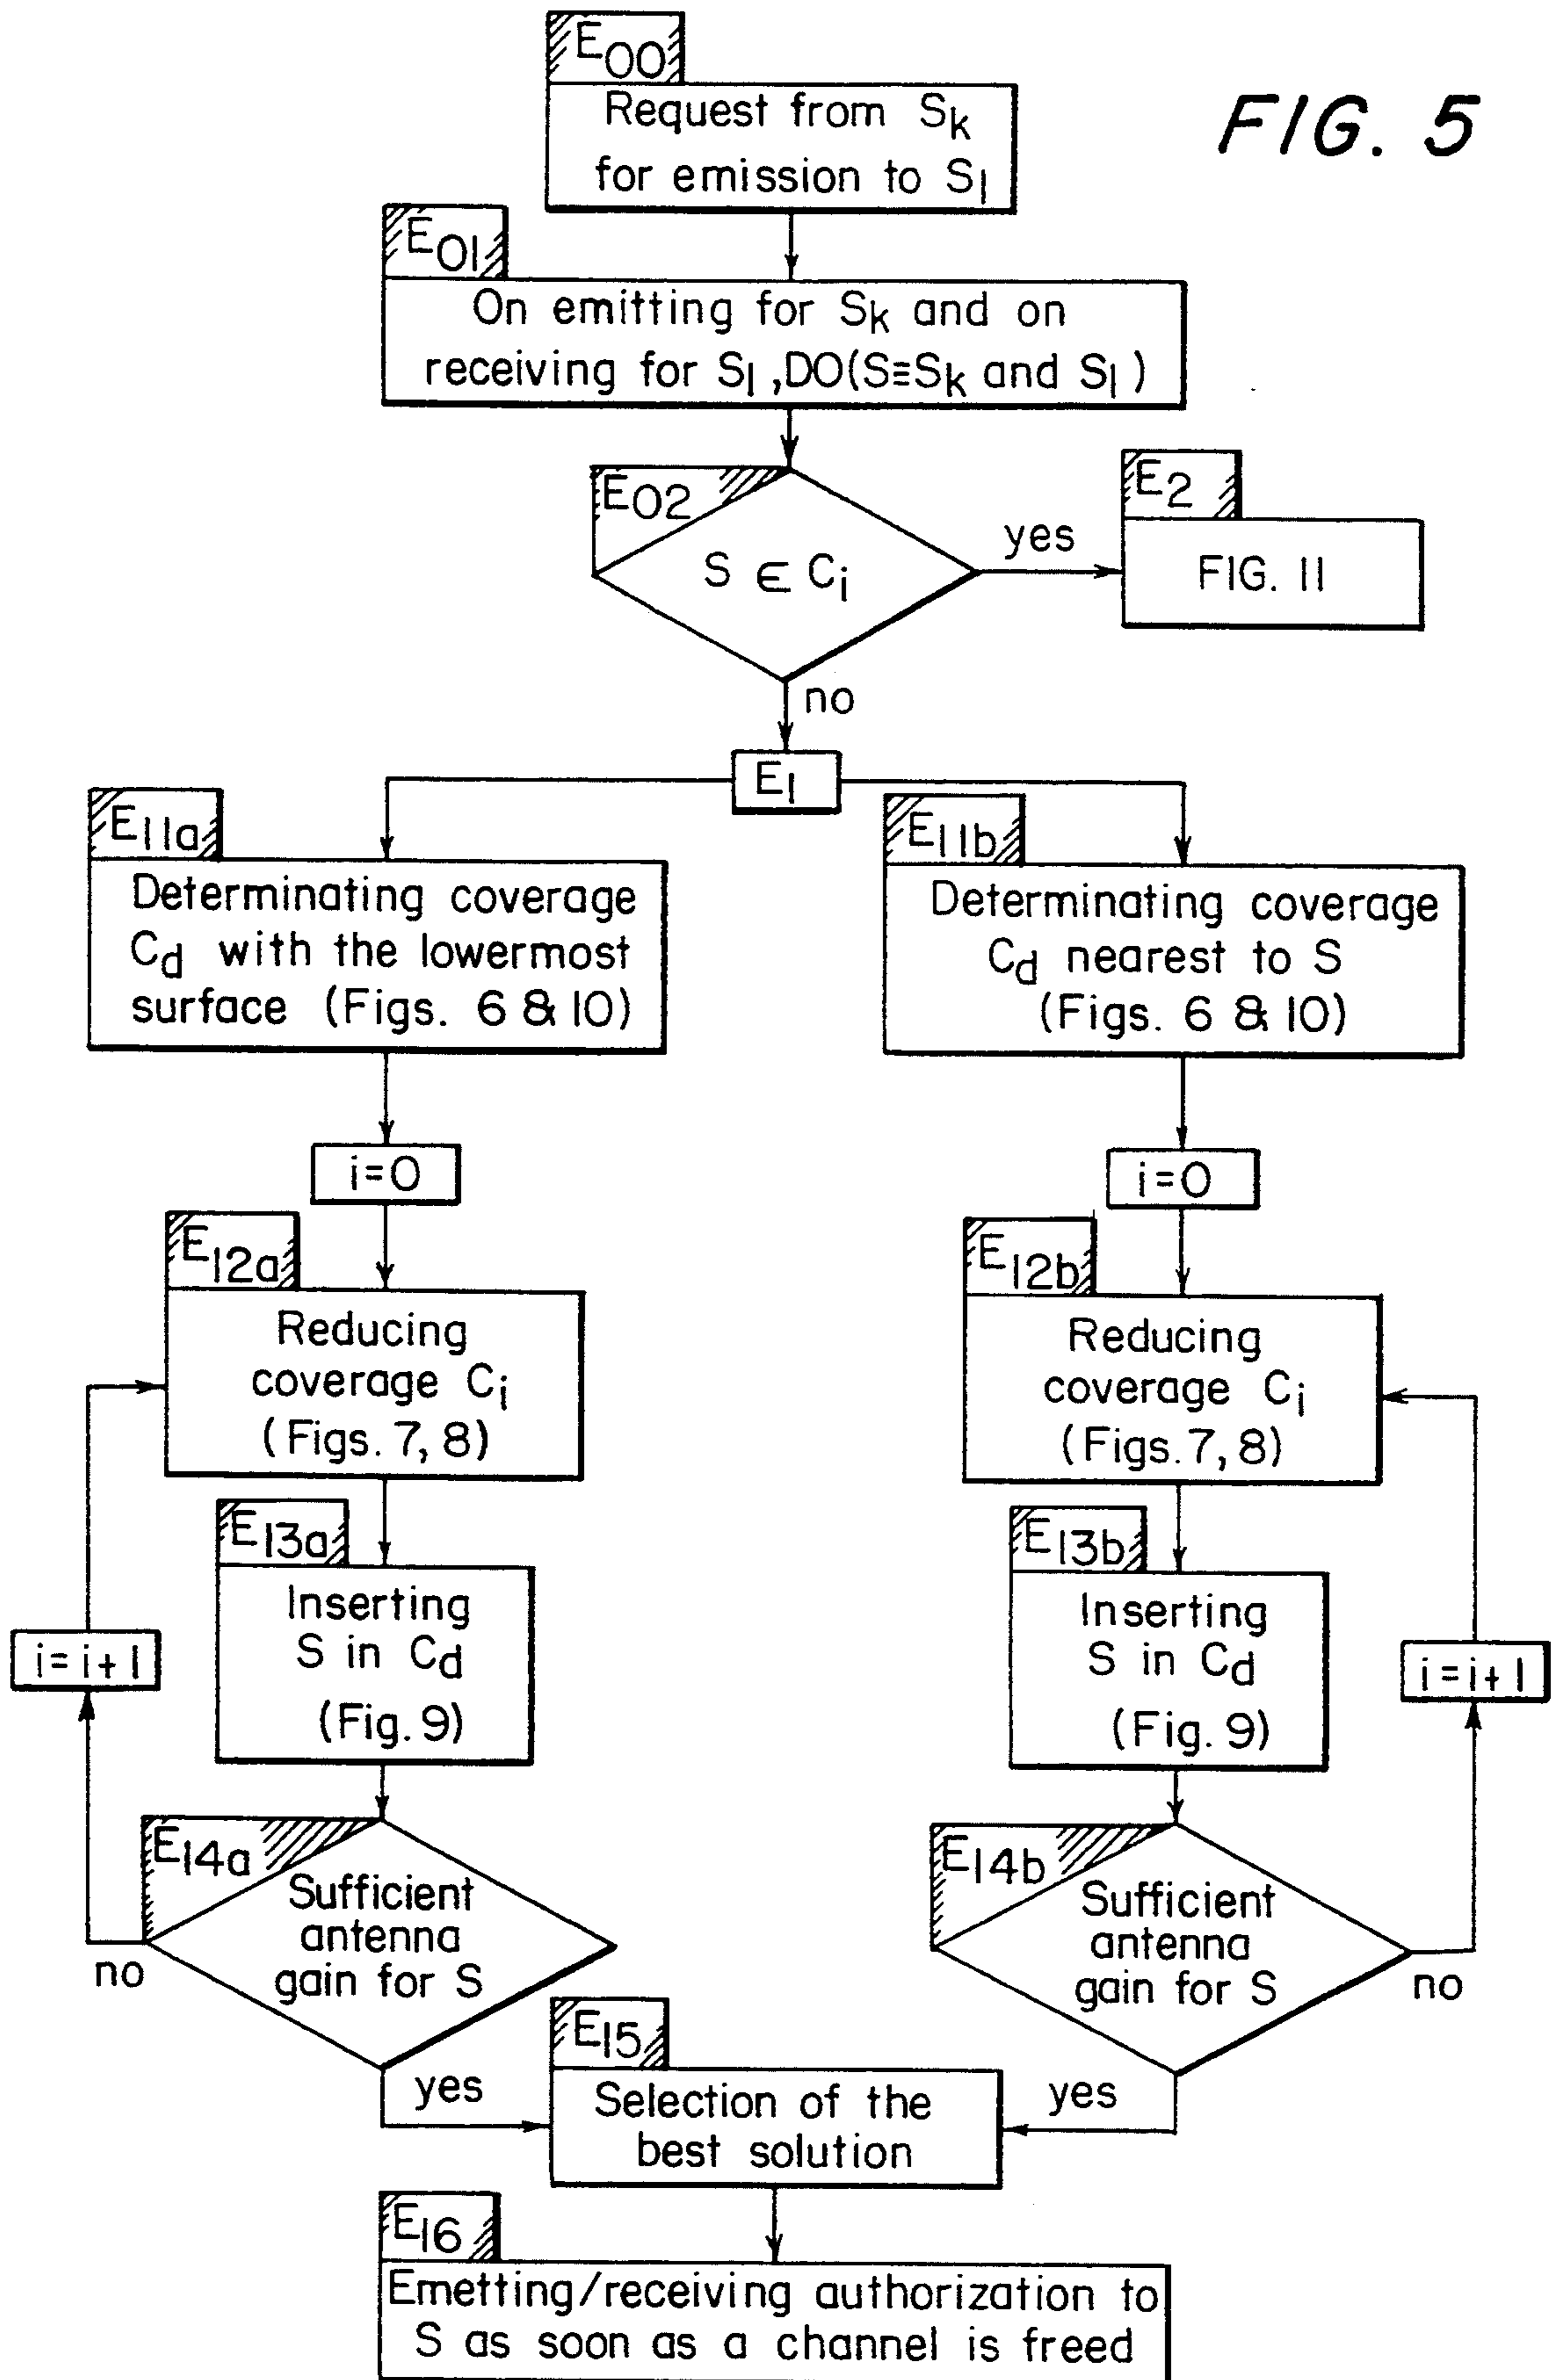 FIG. 5
E00
Request from Sk
for emission to Sl
E01
On emitting for Sk and on
receiving for Sl ,DO(S≡Sk and Sl )
E02
S ∈ Ci
yes
E2
FIG. 11
no
E1
E11a
Determinating coverage
Cd with the lowermost
surface (Figs. 6 & 10)
E11b
Determinating coverage
Cd nearest to S
(Figs. 6 & 10)
i=0
i=0
E12a
Reducing
coverage Ci
(Figs. 7, 8)
E12b
Reducing
coverage Ci
(Figs. 7, 8)
E13a
Inserting
S in Cd
(Fig. 9)
E13b
Inserting
S in Cd
(Fig. 9)
i=i+1
i=i+1
E14a
Sufficient
antenna
gain for S
no
E14b
Sufficient
antenna
gain for S
no
yes
E15
Selection of the
best solution
yes
E16
Emetting/receiving authorization to
S as soon as a channel is freed